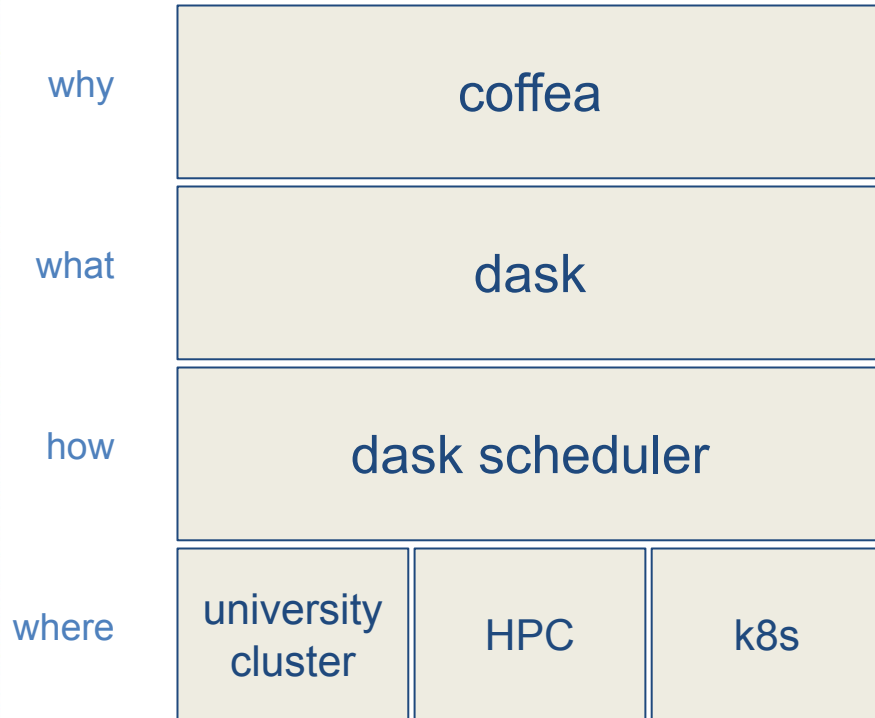 why
coffea
what
dask
how
dask scheduler
where
university
cluster
HPC
k8s